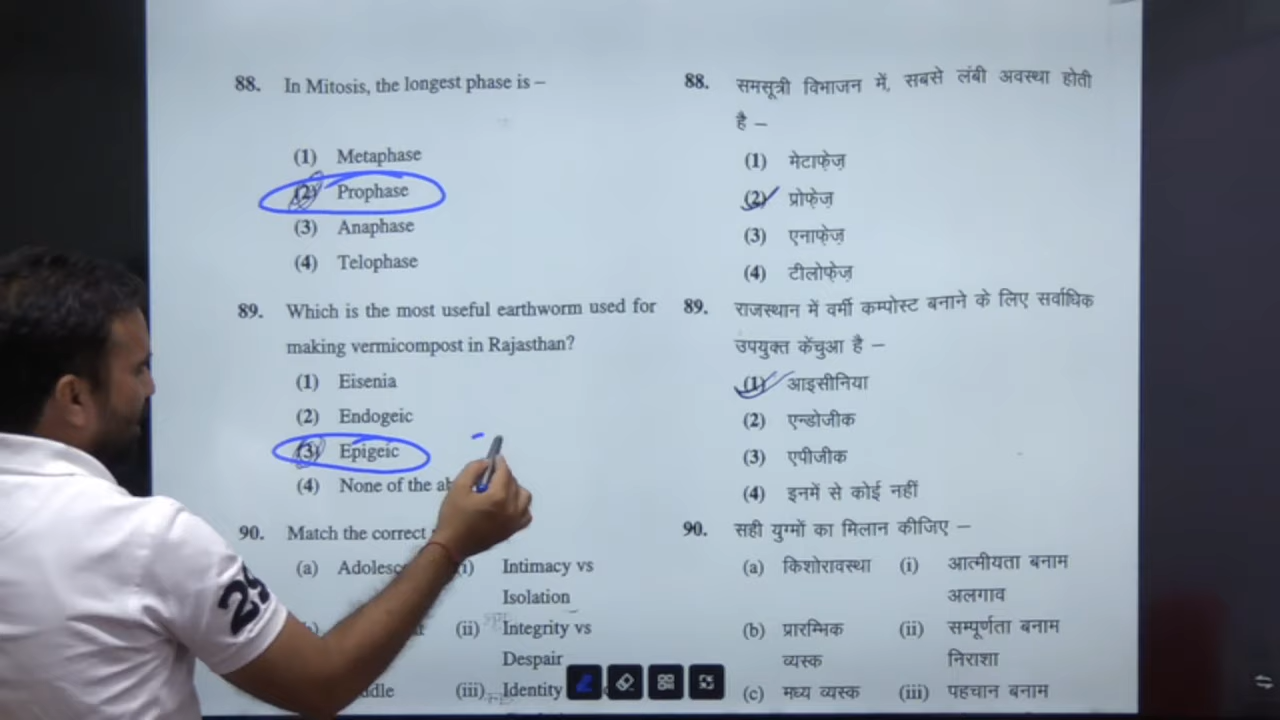 88. In Mitosis, the longest phase is –
(1) Metaphase
(2) Prophase
(3) Anaphase
(4) Telophase
89. Which is the most useful earthworm used for
making vermicompost in Rajasthan?
(1) Eisenia
(2) Endogeic
(3) Epigeic
(4) None of the
90. Match the correct
(a)
(i) Intimacy vs
Isolation
(ii) Integrity vs
Despair
(iii) Identity
88. समसूत्री विभाजन में, सबसे लंबी अवस्था होती
है –
(1) मेटाफ़ेज़
(2) प्रोफ़ेज़
(3) एनाफ़ेज़
(4) टीलोफ़ेज़
89. राजस्थान में वर्मी कम्पोस्ट बनाने के लिए सर्वाधिक
उपयुक्त केंचुआ है –
(1) आइसीनिया
(2) एन्डोजीक
(3) एपीजीक
(4) इनमें से कोई नहीं
90. सही युग्मों का मिलान कीजिए –
(a) किशोरावस्था (i) आत्मीयता बनाम
अलगाव
(b) प्रारम्भिक (ii) सम्पूर्णता बनाम
व्यस्क निराशा
(c) मध्य व्यस्क (iii) पहचान बनाम
29